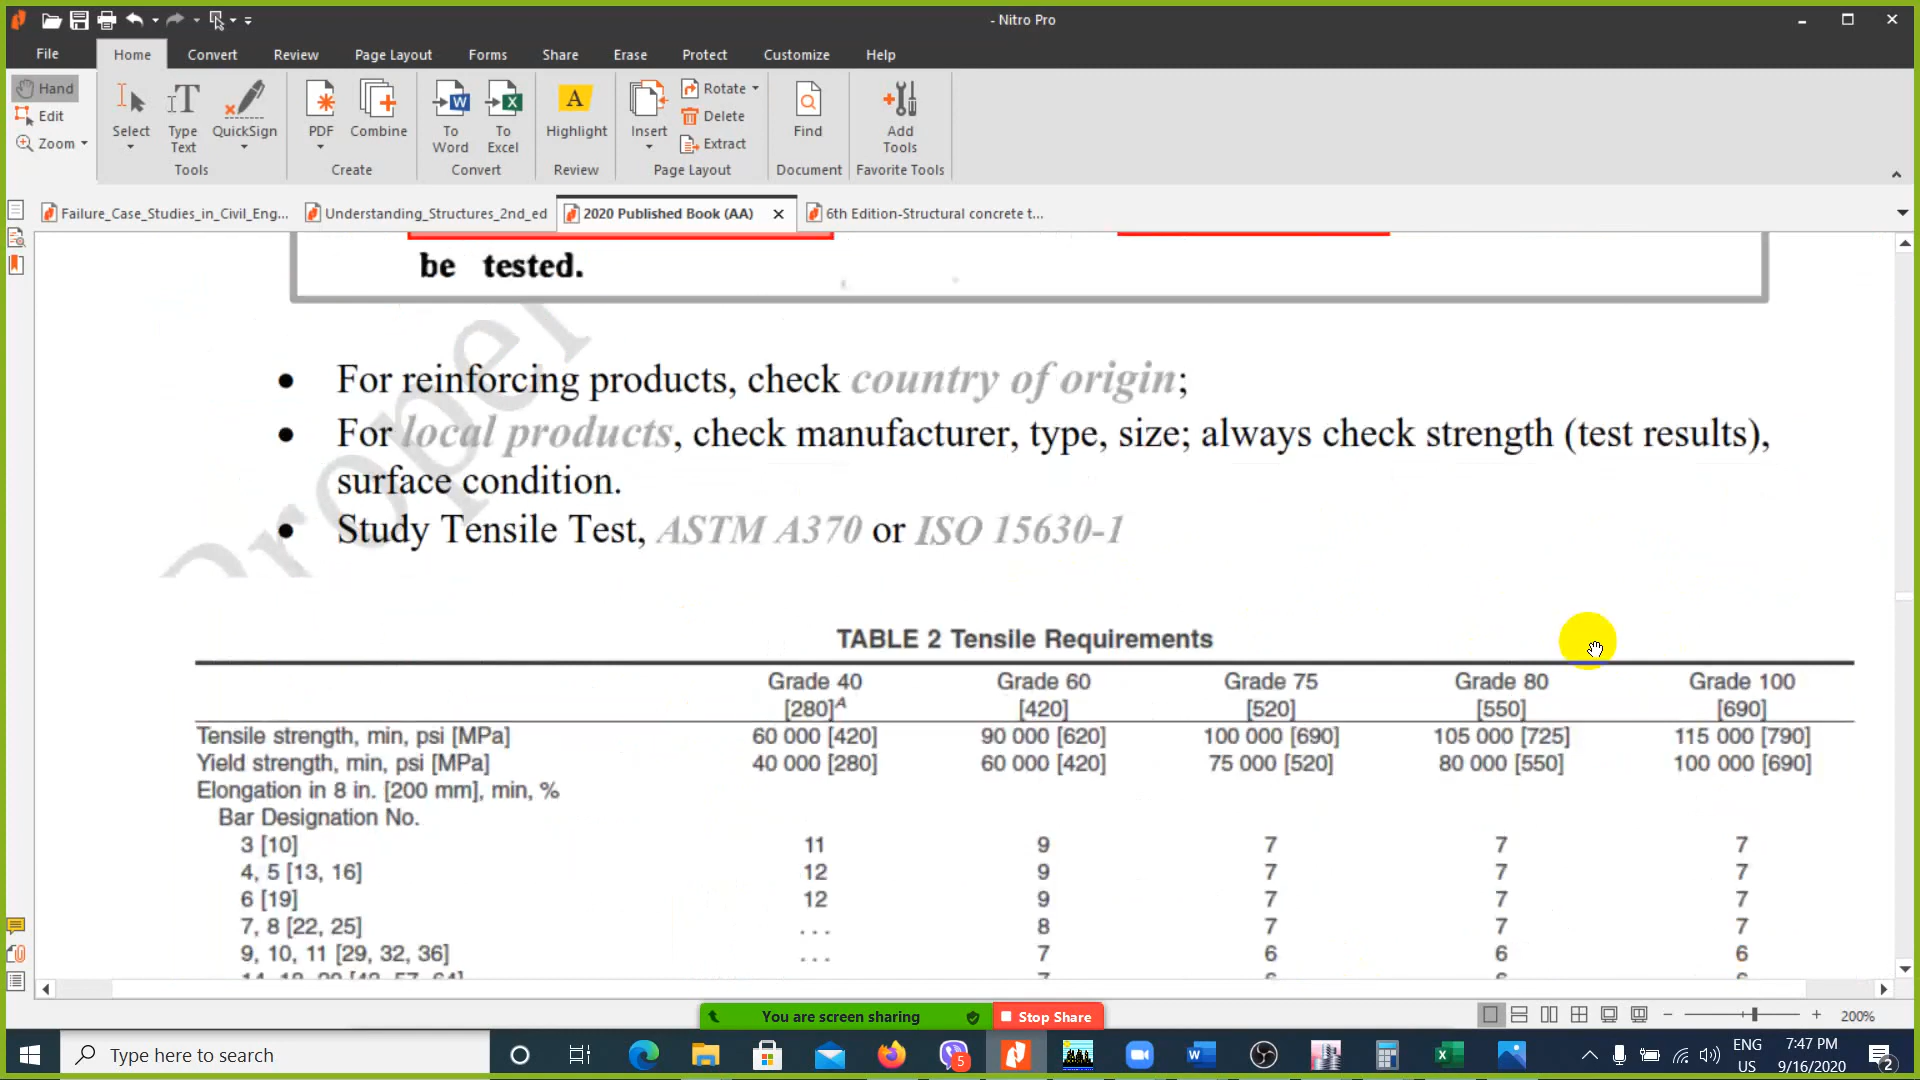 - Nitro Pro
File Home Convert Review Page Layout Forms Share Erase Protect Customize Help
Hand
Edit
Zoom
Select
Type Text
QuickSign
Tools
PDF
Combine
Create
To Word
To Excel
Convert
Highlight
Review
Insert
Rotate
Delete
Extract
Page Layout
Find
Document
Add Tools
Favorite Tools
Failure_Case_Studies_in_Civil_Eng... Understanding_Structures_2nd_ed 2020 Published Book (AA) 6th Edition-Structural concrete t...
be tested.
• For reinforcing products, check country of origin;
• For local products, check manufacturer, type, size; always check strength (test results),
surface condition.
• Study Tensile Test, ASTM A370 or ISO 15630-1
TABLE 2 Tensile Requirements
Grade 40 Grade 60 Grade 75 Grade 80 Grade 100
[280]A [420] [520] [550] [690]
Tensile strength, min, psi [MPa] 60 000 [420] 90 000 [620] 100 000 [690] 105 000 [725] 115 000 [790]
Yield strength, min, psi [MPa] 40 000 [280] 60 000 [420] 75 000 [520] 80 000 [550] 100 000 [690]
Elongation in 8 in. [200 mm], min, %
Bar Designation No.
3 [10] 11 9 7 7 7
4, 5 [13, 16] 12 9 7 7 7
6 [19] 12 9 7 7 7
7, 8 [22, 25] ... 8 7 7 7
9, 10, 11 [29, 32, 36] ... 7 6 6 6
You are screen sharing Stop Share
200%
Type here to search
5
ENG
US
7:47 PM
9/16/2020
2